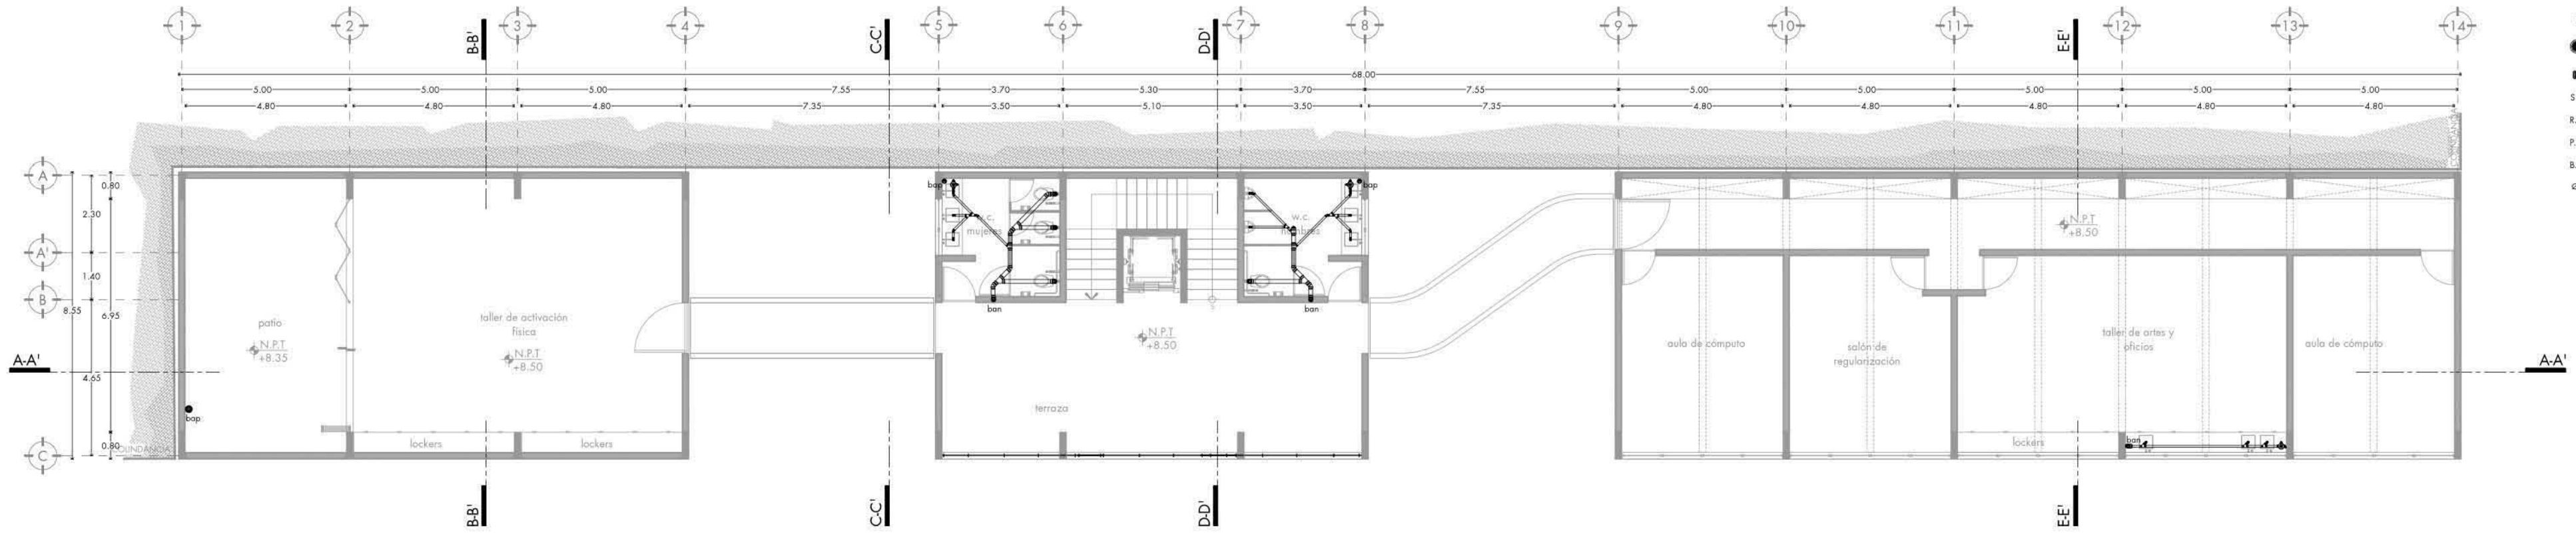 1 2 3 4 5 6 7 8 9 10 11 12 13 14
B-B' C-C' D-D' E-E'
68.00
5.00 5.00 5.00 7.55 3.70 5.30 3.70 7.55 5.00 5.00 5.00 5.00 5.00
4.80 4.80 4.80 7.35 3.50 5.10 3.50 7.35 4.80 4.80 4.80 4.80 4.80
COLINDANCIA
A
0.80
2.30
A'
1.40
B
8.55
6.95
A-A'
4.65
0.80
C
patio
N.P.T
+8.35
bap
taller de activación
física
N.P.T
+8.50
lockers
lockers
bap
w.c.
mujeres
ban
w.c.
hombres
bap
ban
N.P.T
+8.50
terraza
N.P.T
+8.50
aula de cómputo
salón de
regularización
taller de artes y
oficios
aula de cómputo
lockers
ban
A-A'
B-B' C-C' D-D' E-E'
S
R.
P.
B.